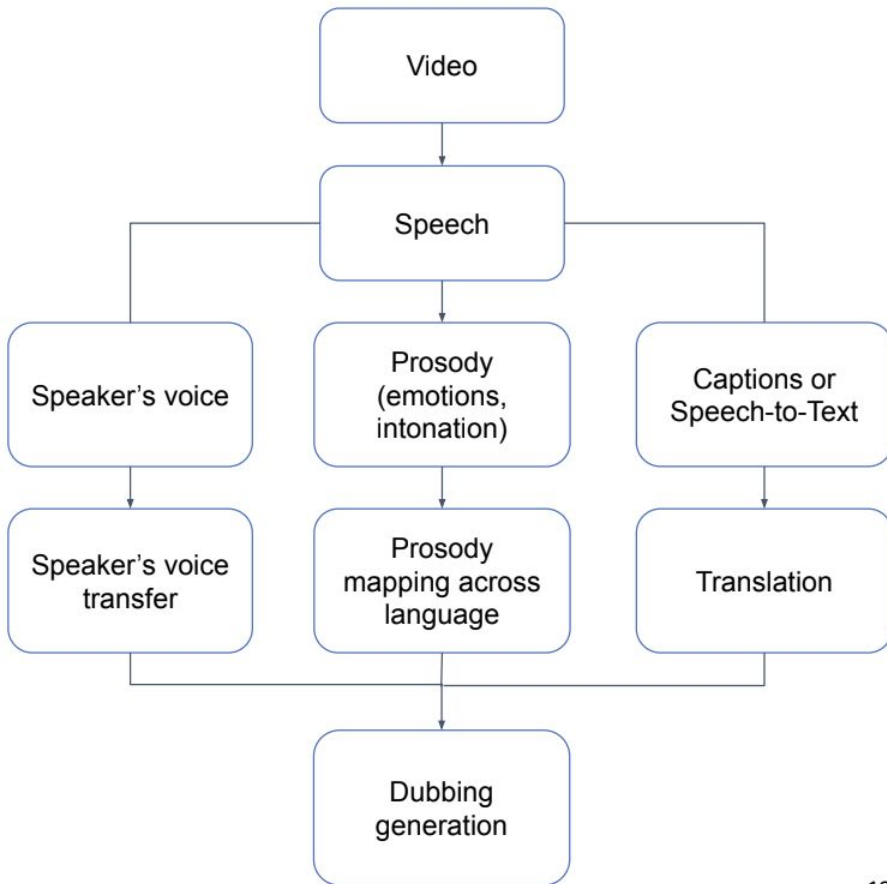 Video
Speech
Speaker’s voice
Prosody
(emotions,
intonation)
Captions or
Speech-to-Text
Speaker’s voice
transfer
Prosody
mapping across
language
Translation
Dubbing
generation